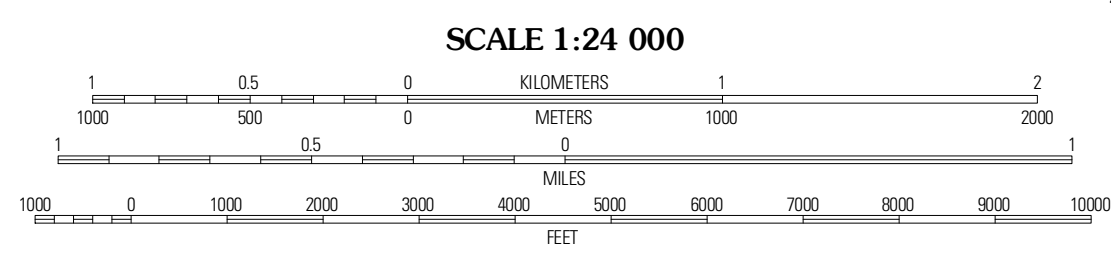 SCALE 1:24 000
1 0.5 0 KILOMETERS 1 2
1000 500 0 METERS 1000 2000
1 0.5 0 1
MILES
1000 0 1000 2000 3000 4000 5000 6000 7000 8000 9000 10000
FEET